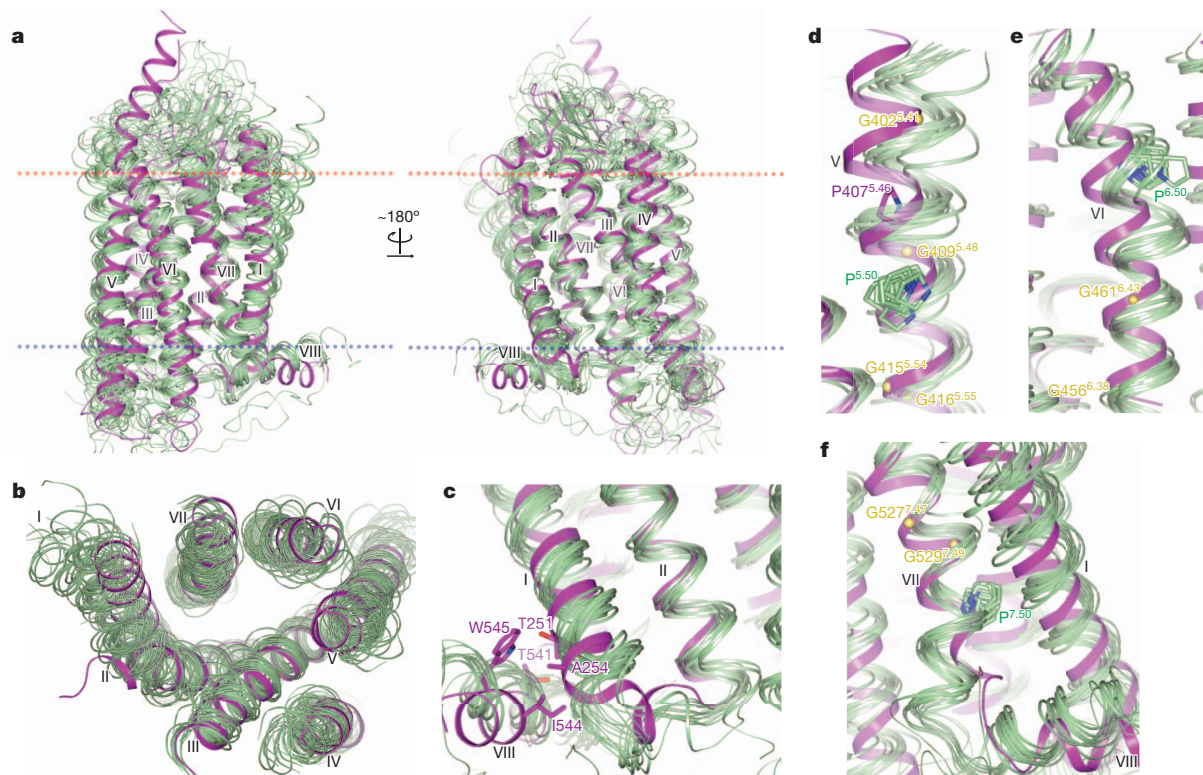 a
V
IV
III
VI
II
VII
I
VIII
~180º
I
II
VII
III
VI
IV
V
VIII
b
I
VII
VI
II
V
III
IV
c
I
II
W545
T251
T541
A254
I544
VIII
d
G402^5.41
V
P407^5.46
G409^5.48
P^5.50
G415^5.54
G416^5.55
e
P^6.50
VI
G461^6.43
G456^6.38
f
G527^7.47
G529^7.49
VII
I
P^7.50
VIII